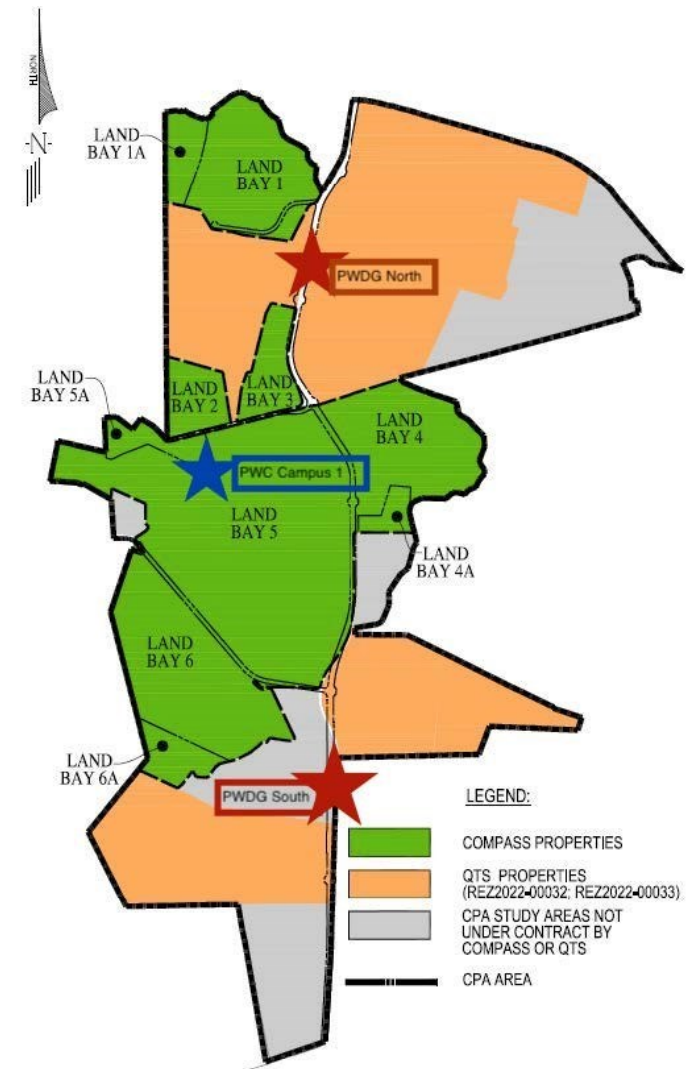 NORTH
-N-
LAND
BAY 1A
LAND
BAY 1
PWDG North
LAND
BAY 2
LAND
BAY 3
LAND
BAY 5A
LAND
BAY 4
PWC Campus 1
LAND
BAY 5
LAND
BAY 4A
LAND
BAY 6
LAND
BAY 6A
PWDG South
LEGEND:
COMPASS PROPERTIES
QTS PROPERTIES
(REZ2022-00032; REZ2022-00033)
CPA STUDY AREAS NOT
UNDER CONTRACT BY
COMPASS OR QTS
CPA AREA